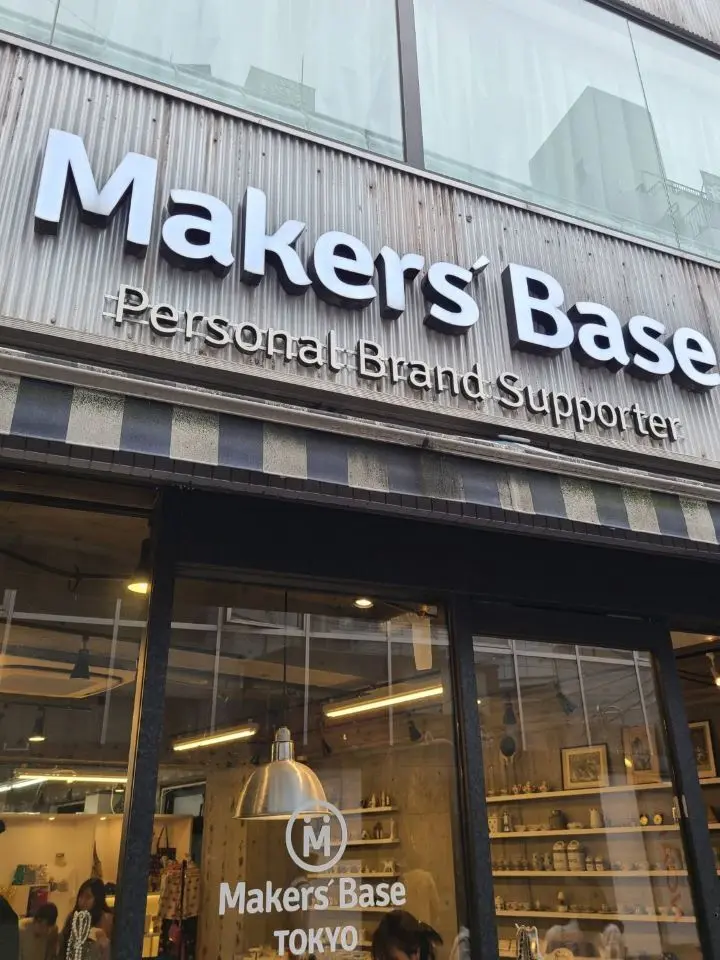 Makers' Base
Personal Brand Supporter
M
Makers' Base
TOKYO